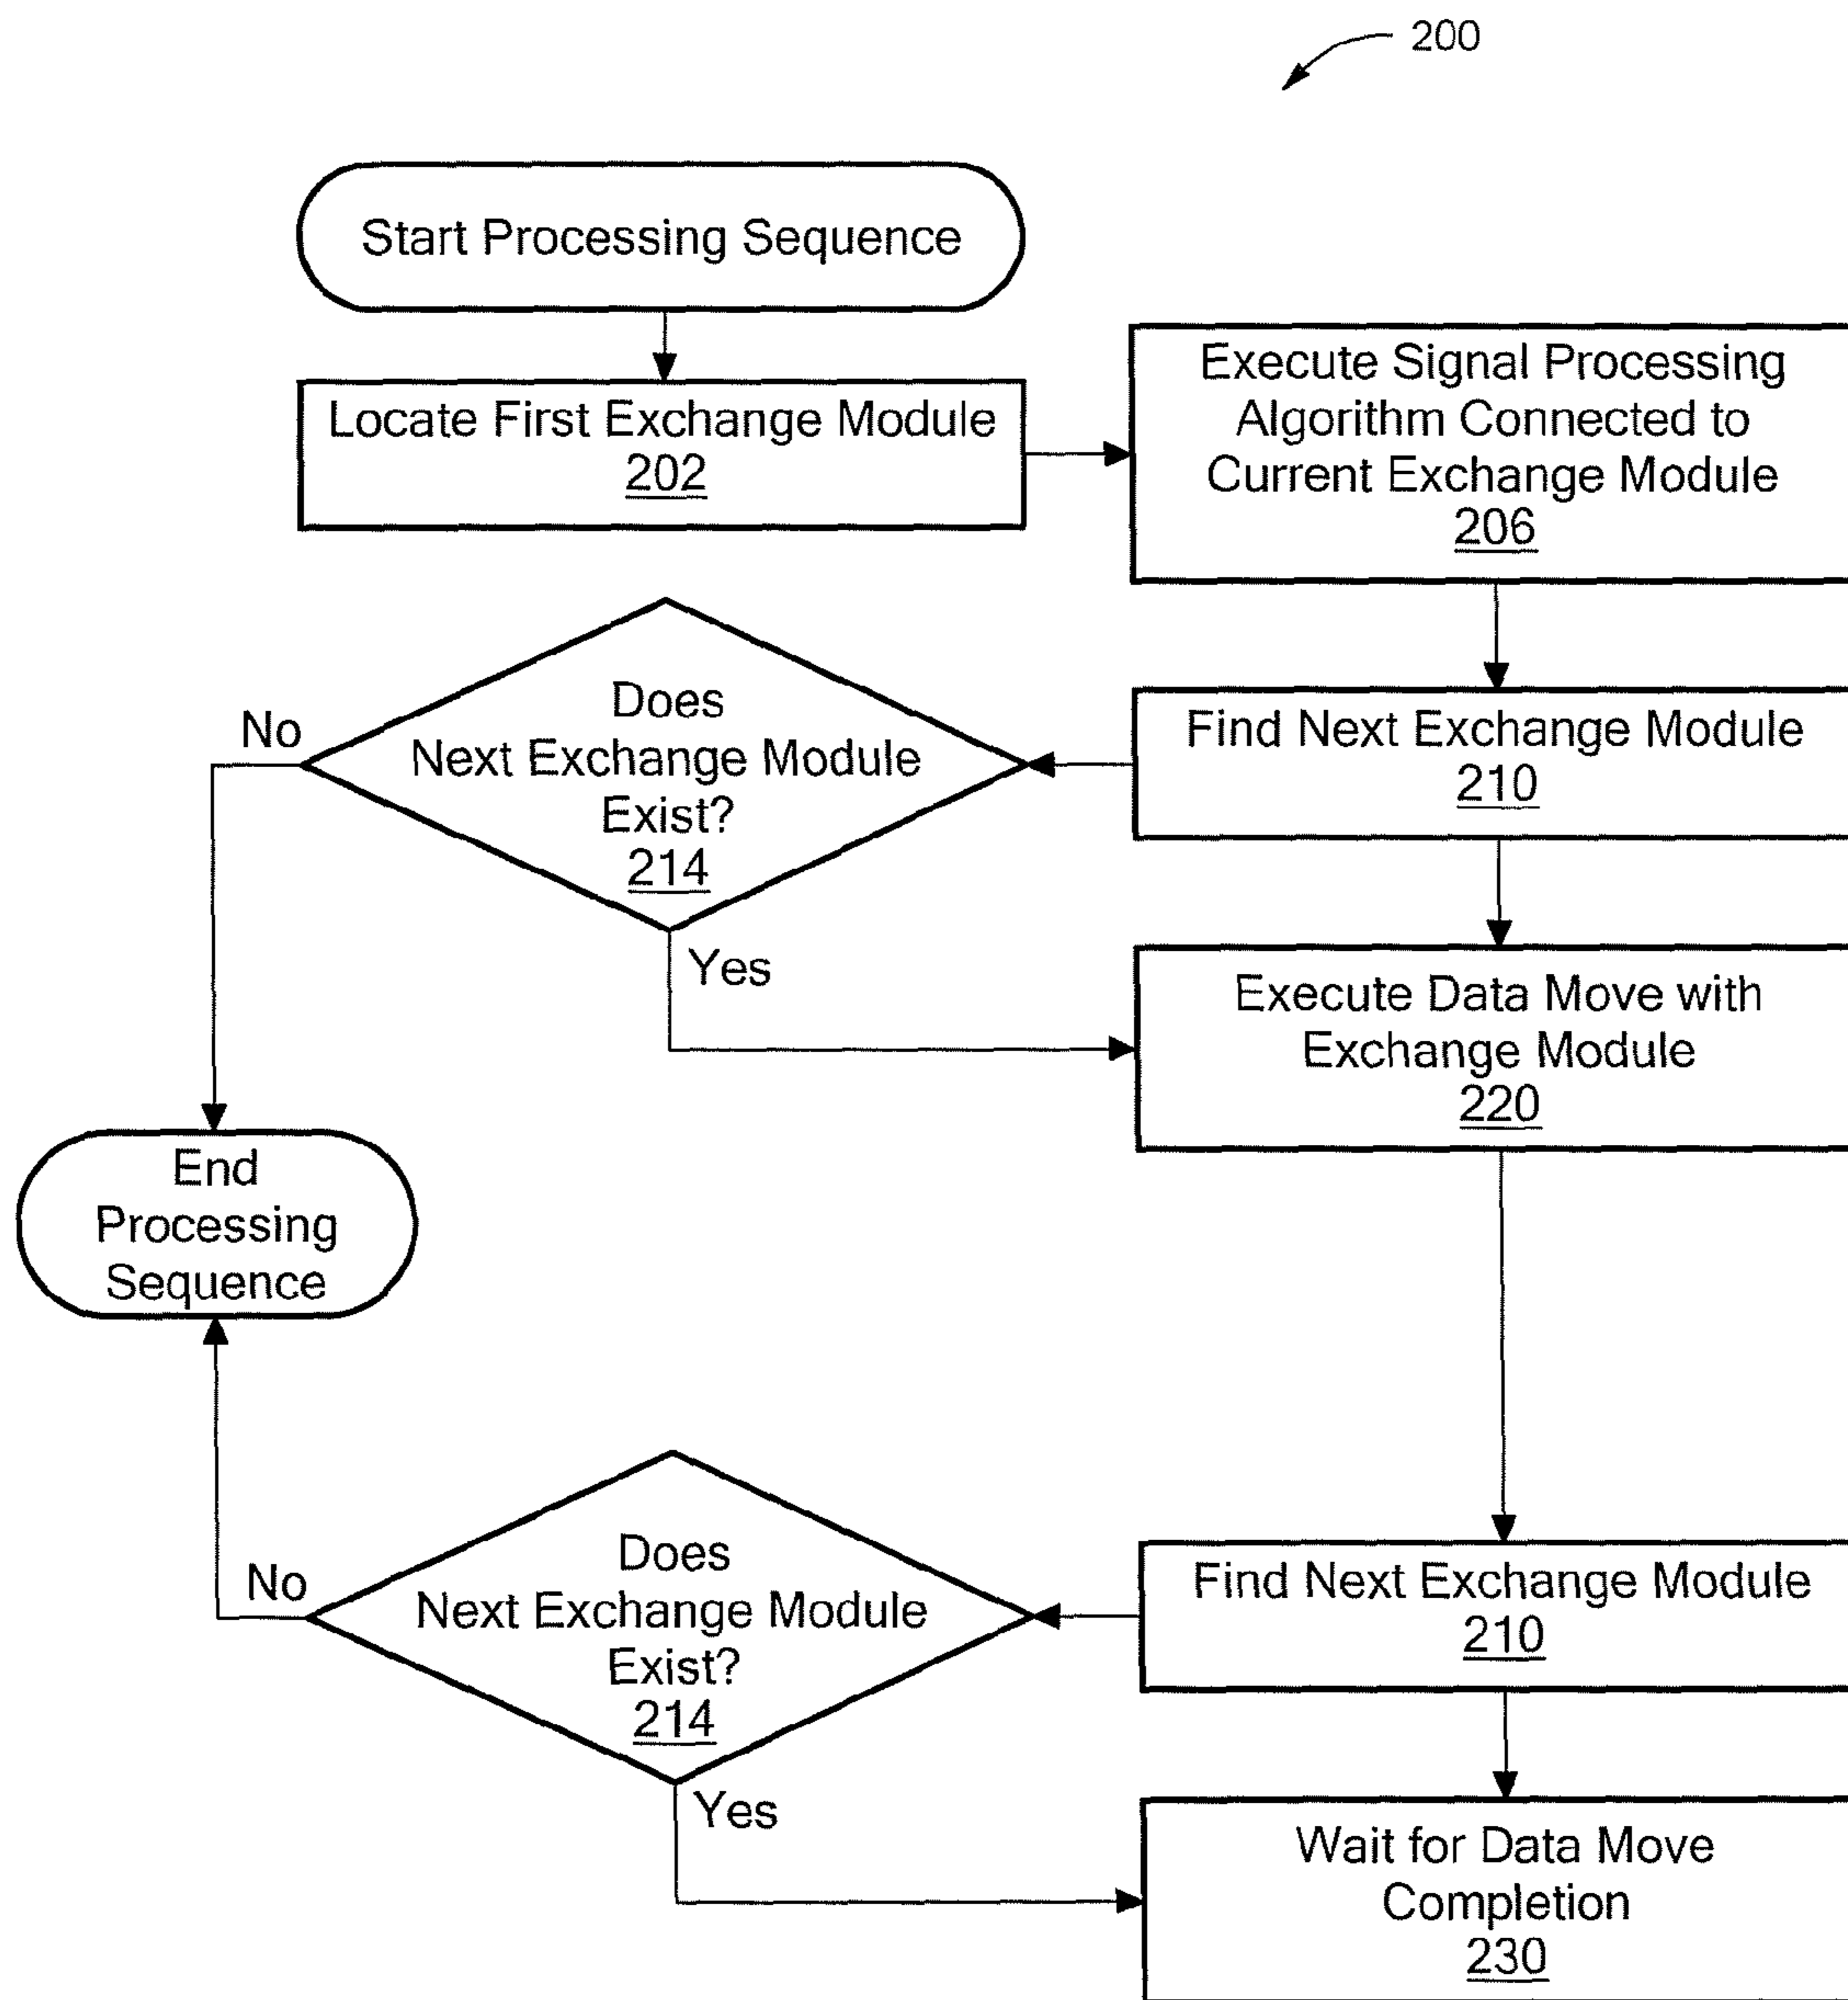 200
Start Processing Sequence
Locate First Exchange Module
202
Execute Signal Processing
Algorithm Connected to
Current Exchange Module
206
Find Next Exchange Module
210
Does
Next Exchange Module
Exist?
214
No
Yes
Execute Data Move with
Exchange Module
220
End
Processing
Sequence
Find Next Exchange Module
210
Does
Next Exchange Module
Exist?
214
No
Yes
Wait for Data Move
Completion
230